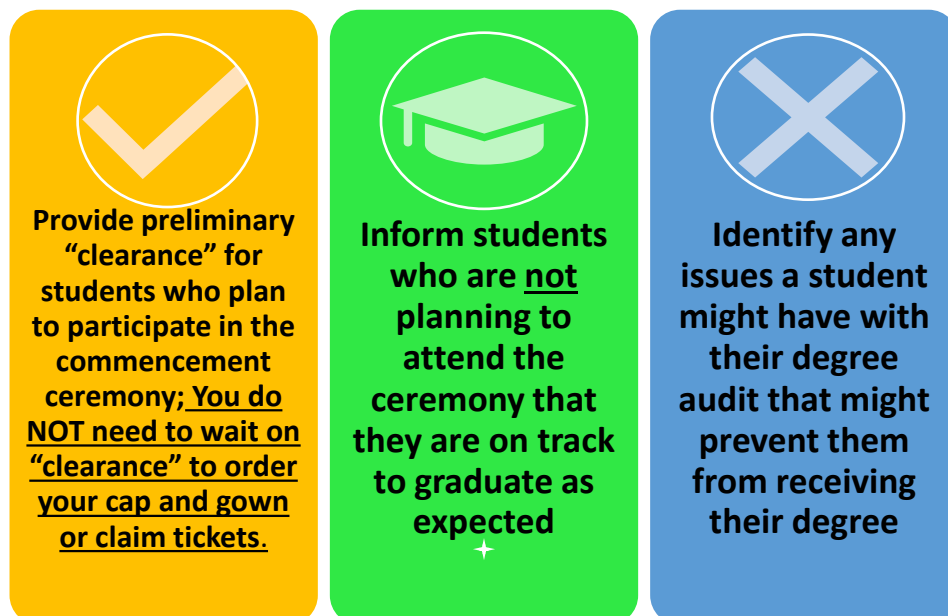 Provide preliminary
“clearance” for
students who plan
to participate in the
commencement
ceremony; You do
NOT need to wait on
“clearance” to order
your cap and gown
or claim tickets.
Inform students
who are not
planning to
attend the
ceremony that
they are on track
to graduate as
expected
Identify any
issues a student
might have with
their degree
audit that might
prevent them
from receiving
their degree